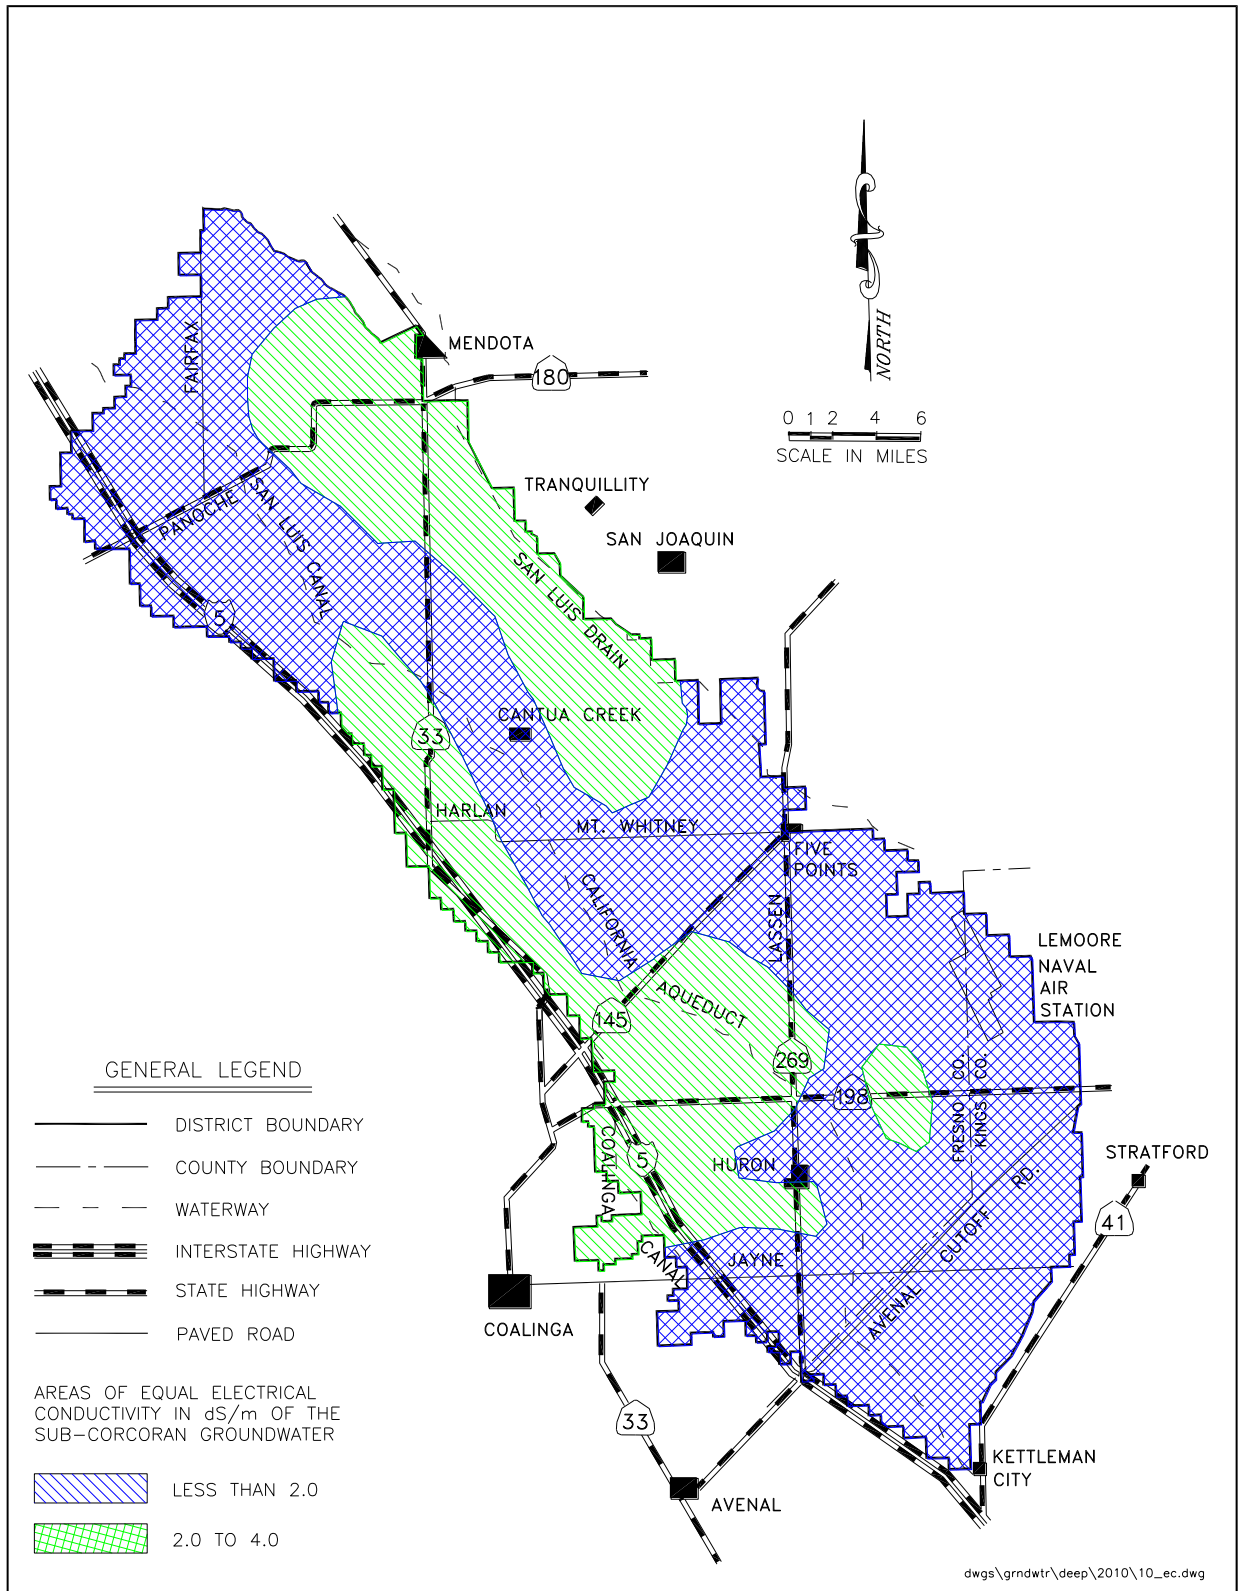 NORTH
MENDOTA
180
0 1 2 4 6
SCALE IN MILES
FAIRFAX
TRANQUILLITY
SAN JOAQUIN
PANOCHE
SAN LUIS CANAL
SAN LUIS DRAIN
5
CANTUA CREEK
33
HARLAN
MT. WHITNEY
FIVE
POINTS
LASSEN
CALIFORNIA
AQUEDUCT
LEMOORE
NAVAL
AIR
STATION
145
269
198
FRESNO CO.
KINGS CO.
COALINGA
CANAL
5
HURON
STRATFORD
41
JAYNE
AVENAL CUTOFF RD.
COALINGA
33
AVENAL
KETTLEMAN
CITY
GENERAL LEGEND
DISTRICT BOUNDARY
COUNTY BOUNDARY
WATERWAY
INTERSTATE HIGHWAY
STATE HIGHWAY
PAVED ROAD
AREAS OF EQUAL ELECTRICAL
CONDUCTIVITY IN dS/m OF THE
SUB-CORCORAN GROUNDWATER
LESS THAN 2.0
2.0 TO 4.0
dwgs\grndwtr\deep\2010\10_ec.dwg